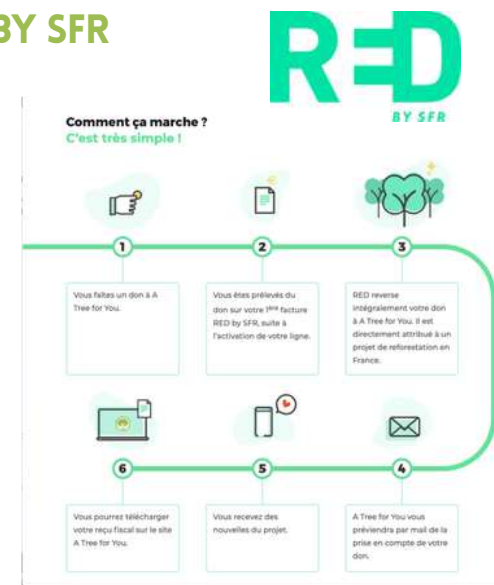 BY SFR
RED
BY SFR
Comment ça marche ?
C'est très simple !
1
2
3
Vous faites un don à A
Tree for You.
Vous êtes prélevés du
don sur votre 1ère facture
RED by SFR, suite à
l'activation de votre ligne.
RED reverse
intégralement votre don
à A Tree for You. Il est
directement attribué à un
projet de reforestation en
France.
4
A Tree for You vous
préviendra par mail de la
prise en compte de votre
don.
5
Vous recevez des
nouvelles du projet.
6
Vous pourrez télécharger
votre reçu fiscal sur le site
A Tree for You.